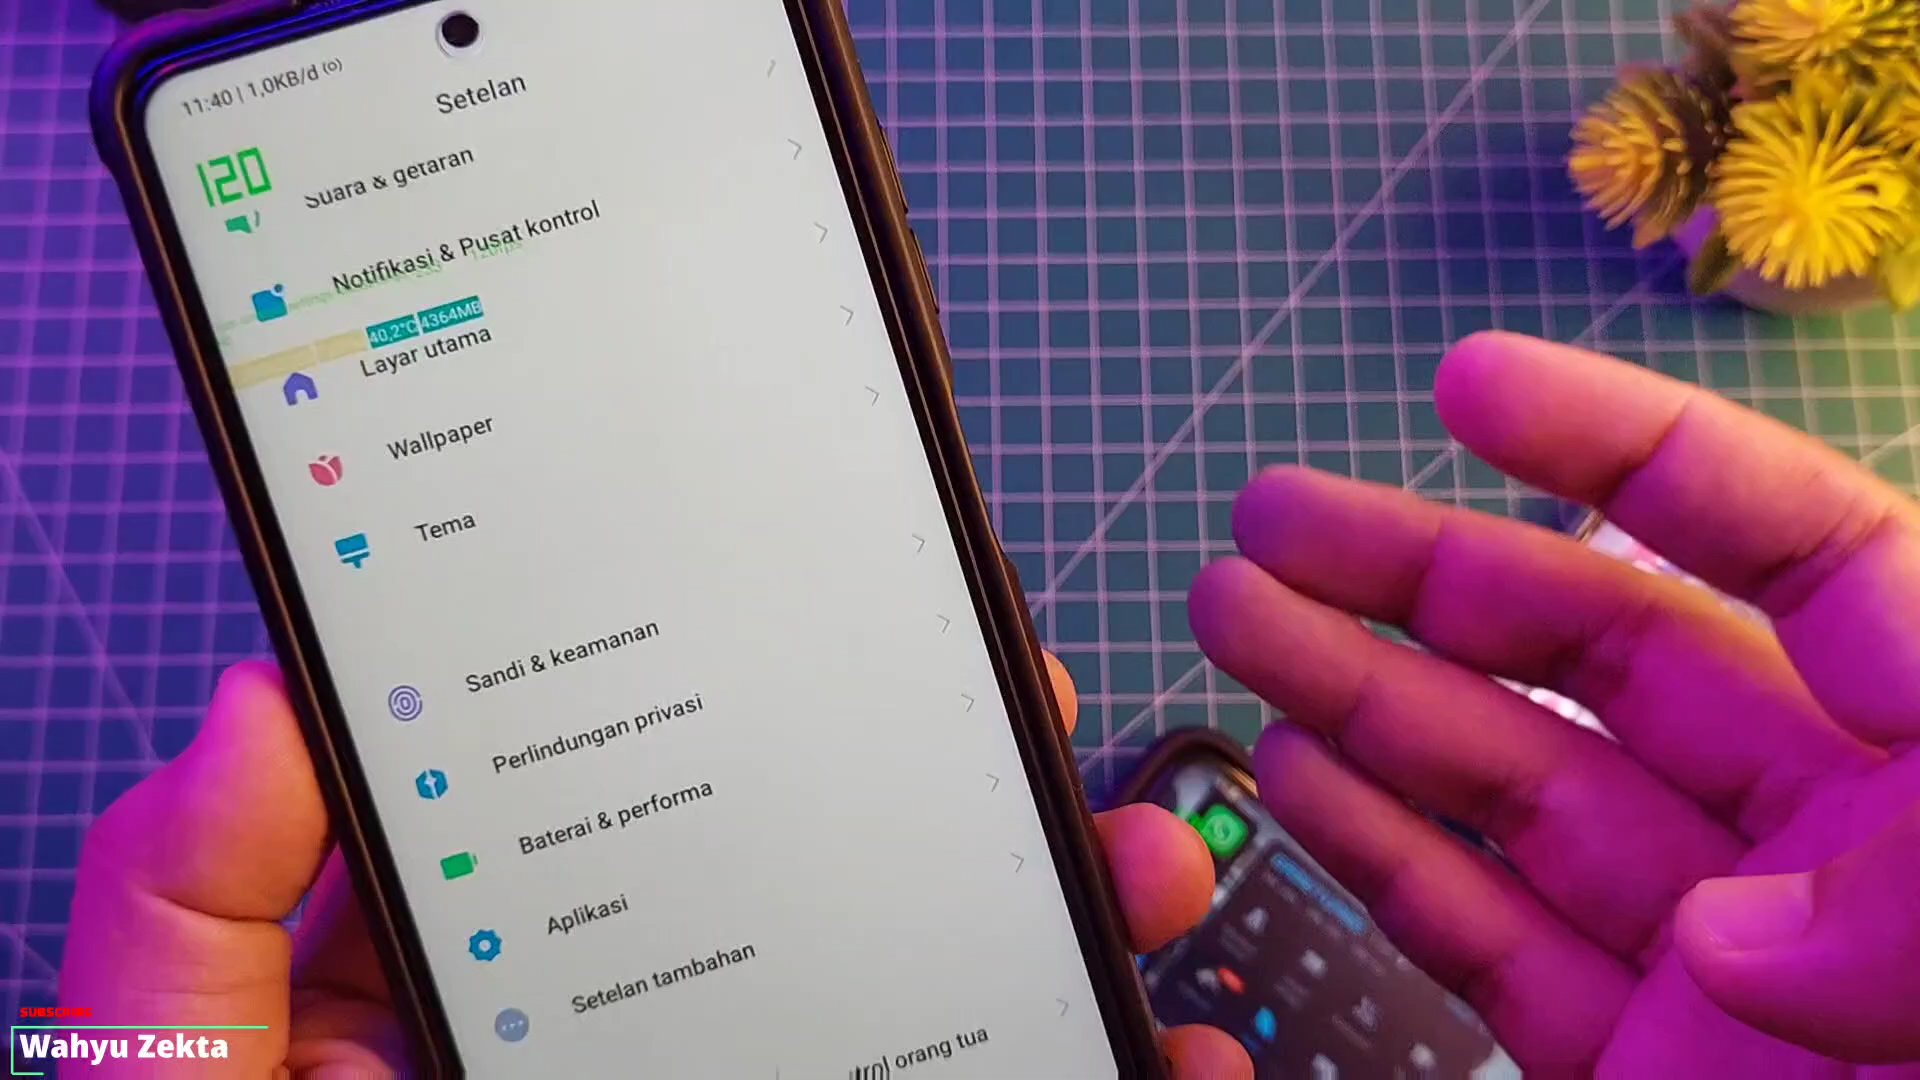 11:40 | 1,0KB/d
Setelan
120
Suara & getaran
Notifikasi & Pusat kontrol
120fps
40,2°C 4364MB
Layar utama
Wallpaper
Tema
Sandi & keamanan
Perlindungan privasi
Baterai & performa
Aplikasi
Setelan tambahan
orang tua
SUBSCRIBE
Wahyu Zekta